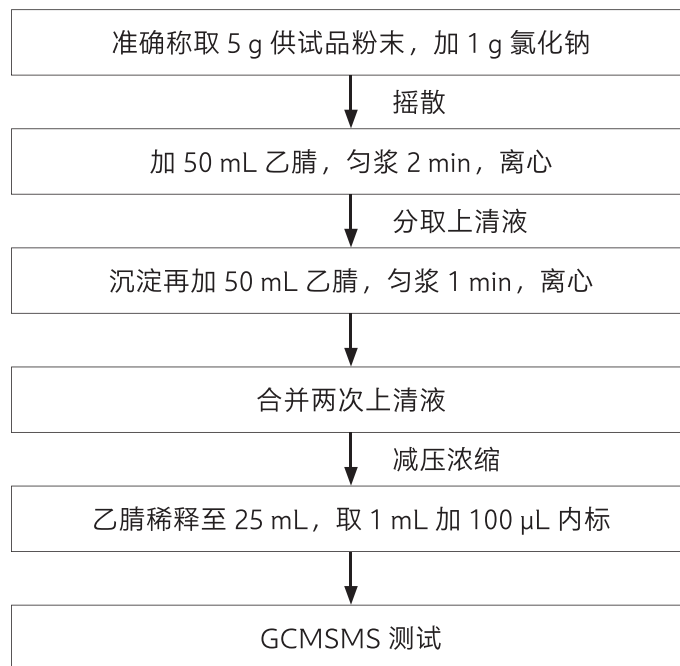 准确称取 5 g 供试品粉末，加 1 g 氯化钠
摇散
加 50 mL 乙腈，匀浆 2 min，离心
分取上清液
沉淀再加 50 mL 乙腈，匀浆 1 min，离心
合并两次上清液
减压浓缩
乙腈稀释至 25 mL，取 1 mL 加 100 μL 内标
GCMSMS 测试